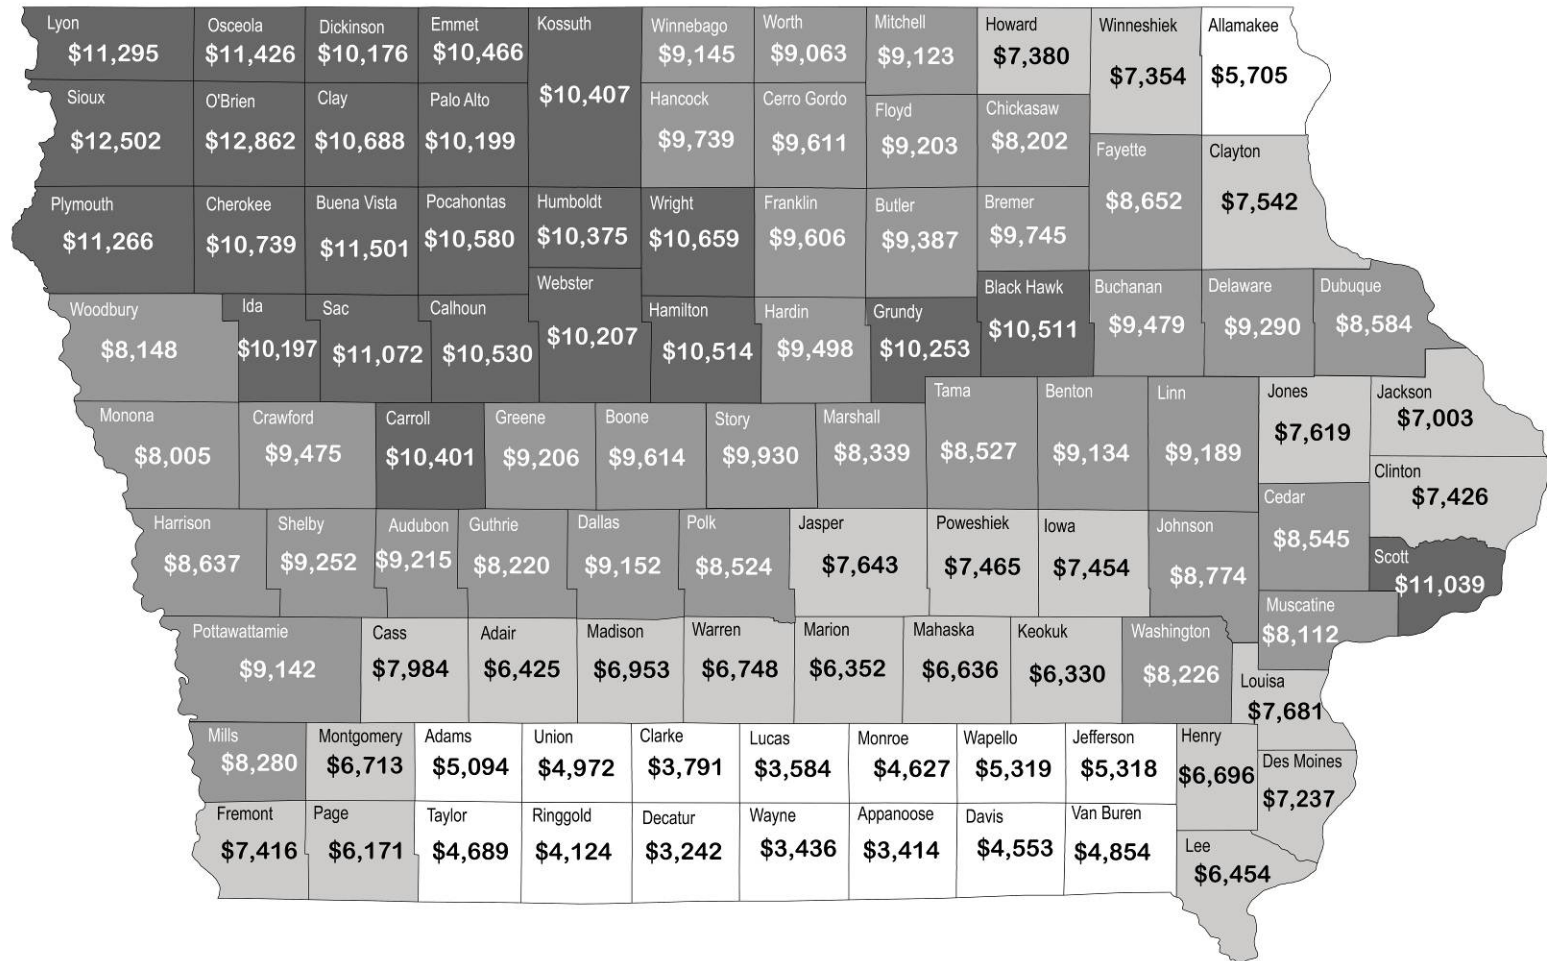 Lyon
$11,295
Osceola
$11,426
Dickinson
$10,176
Emmet
$10,466
Kossuth
$10,407
Winnebago
$9,145
Worth
$9,063
Mitchell
$9,123
Howard
$7,380
Winneshiek
$7,354
Allamakee
$5,705
Sioux
$12,502
O'Brien
$12,862
Clay
$10,688
Palo Alto
$10,199
Hancock
$9,739
Cerro Gordo
$9,611
Floyd
$9,203
Chickasaw
$8,202
Fayette
$8,652
Clayton
$7,542
Plymouth
$11,266
Cherokee
$10,739
Buena Vista
$11,501
Pocahontas
$10,580
Humboldt
$10,375
Wright
$10,659
Franklin
$9,606
Butler
$9,387
Bremer
$9,745
Woodbury
$8,148
Ida
$10,197
Sac
$11,072
Calhoun
$10,530
Webster
$10,207
Hamilton
$10,514
Hardin
$9,498
Grundy
$10,253
Black Hawk
$10,511
Buchanan
$9,479
Delaware
$9,290
Dubuque
$8,584
Monona
$8,005
Crawford
$9,475
Carroll
$10,401
Greene
$9,206
Boone
$9,614
Story
$9,930
Marshall
$8,339
Tama
$8,527
Benton
$9,134
Linn
$9,189
Jones
$7,619
Jackson
$7,003
Clinton
$7,426
Harrison
$8,637
Shelby
$9,252
Audubon
$9,215
Guthrie
$8,220
Dallas
$9,152
Polk
$8,524
Jasper
$7,643
Poweshiek
$7,465
Iowa
$7,454
Johnson
$8,774
Cedar
$8,545
Scott
$11,039
Muscatine
$8,112
Pottawattamie
$9,142
Cass
$7,984
Adair
$6,425
Madison
$6,953
Warren
$6,748
Marion
$6,352
Mahaska
$6,636
Keokuk
$6,330
Washington
$8,226
Louisa
$7,681
Mills
$8,280
Montgomery
$6,713
Adams
$5,094
Union
$4,972
Clarke
$3,791
Lucas
$3,584
Monroe
$4,627
Wapello
$5,319
Jefferson
$5,318
Henry
$6,696
Des Moines
$7,237
Fremont
$7,416
Page
$6,171
Taylor
$4,689
Ringgold
$4,124
Decatur
$3,242
Wayne
$3,436
Appanoose
$3,414
Davis
$4,553
Van Buren
$4,854
Lee
$6,454